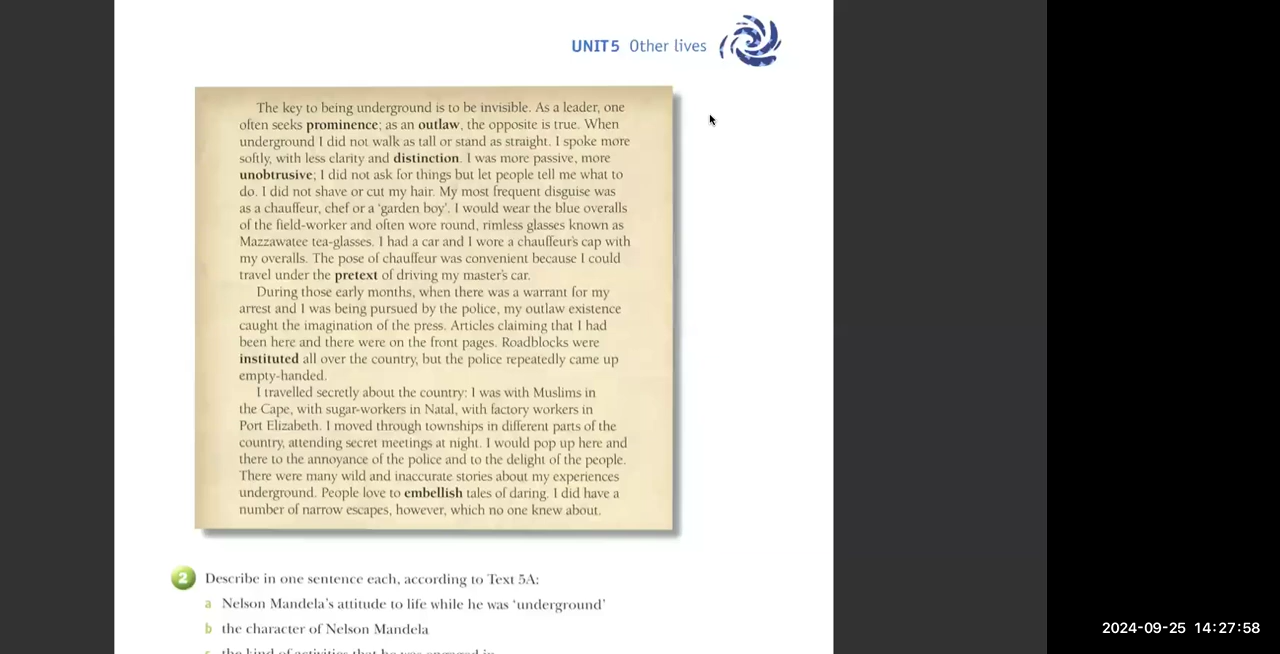 UNIT 5 Other lives
The key to being underground is to be invisible. As a leader, one
often seeks prominence; as an outlaw, the opposite is true. When
underground I did not walk as tall or stand as straight. I spoke more
softly, with less clarity and distinction. I was more passive, more
unobtrusive; I did not ask for things but let people tell me what to
do. I did not shave or cut my hair. My most frequent disguise was
as a chauffeur, chef or a ‘garden boy’. I would wear the blue overalls
of the field-worker and often wore round, rimless glasses known as
Mazzawatee tea-glasses. I had a car and I wore a chauffeur's cap with
my overalls. The pose of chauffeur was convenient because I could
travel under the pretext of driving my master's car.
During those early months, when there was a warrant for my
arrest and I was being pursued by the police, my outlaw existence
caught the imagination of the press. Articles claiming that I had
been here and there were on the front pages. Roadblocks were
instituted all over the country, but the police repeatedly came up
empty-handed.
I travelled secretly about the country: I was with Muslims in
the Cape, with sugar-workers in Natal, with factory workers in
Port Elizabeth. I moved through townships in different parts of the
country, attending secret meetings at night. I would pop up here and
there to the annoyance of the police and to the delight of the people.
There were many wild and inaccurate stories about my experiences
underground. People love to embellish tales of daring. I did have a
number of narrow escapes, however, which no one knew about.
2 Describe in one sentence each, according to Text 5A:
a Nelson Mandela's attitude to life while he was ‘underground’
b the character of Nelson Mandela
c the kind of activities that he was engaged in
2024-09-25 14:27:58